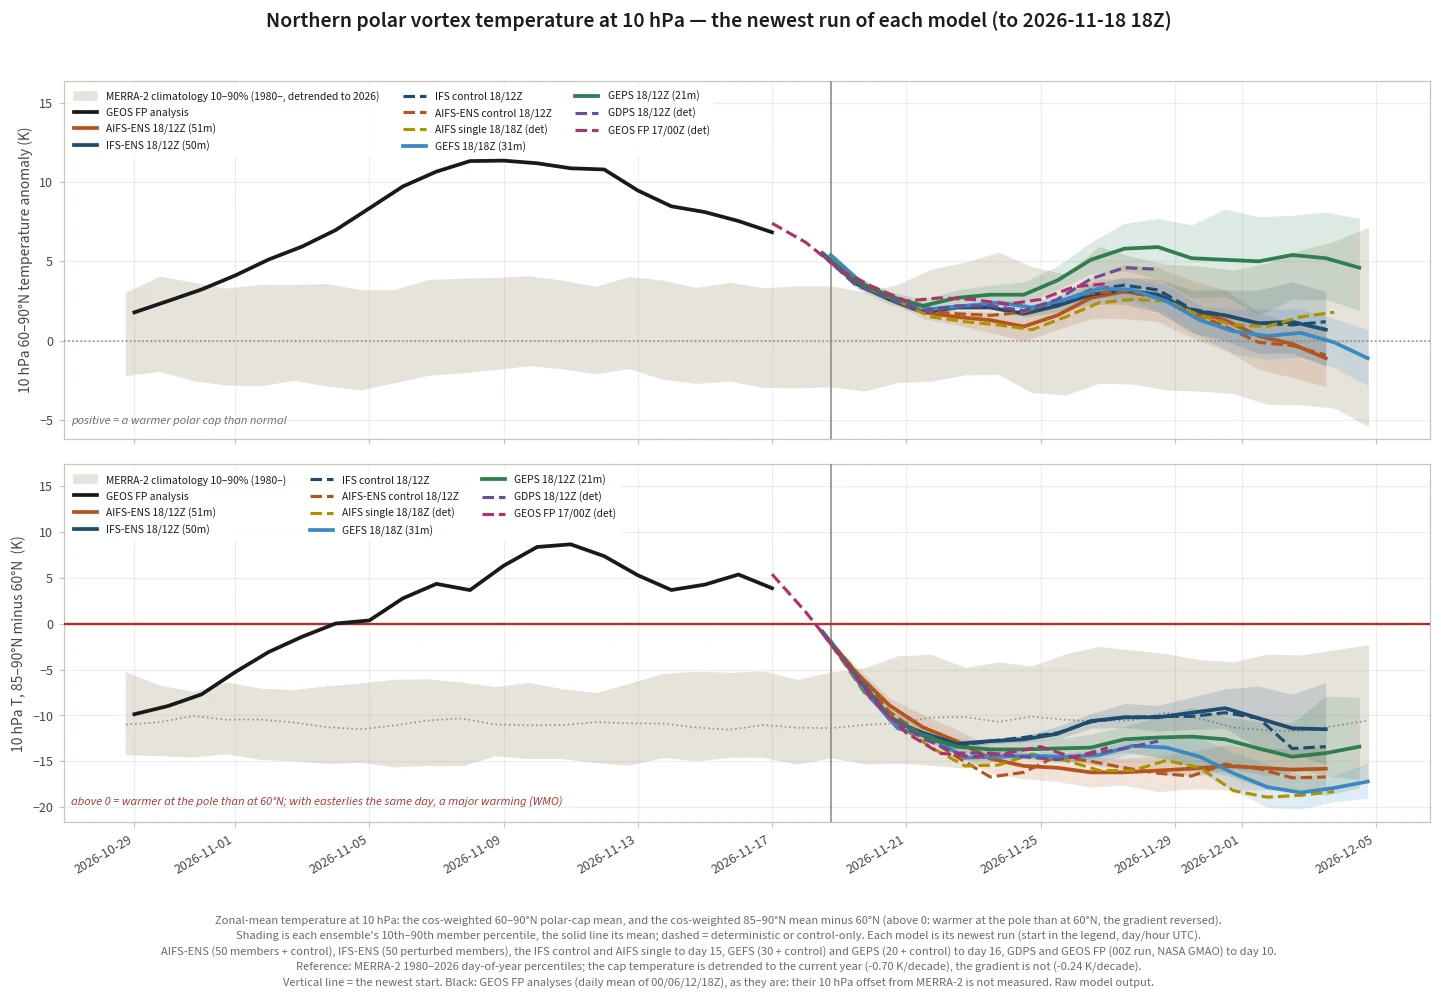 Northern polar vortex temperature at 10 hPa — the newest run of each model (to 2026-11-18 18Z)
10 hPa 60–90°N temperature anomaly (K)
15
10
5
0
−5
MERRA-2 climatology 10–90% (1980–, detrended to 2026)
GEOS FP analysis
AIFS-ENS 18/12Z (51m)
IFS-ENS 18/12Z (50m)
IFS control 18/12Z
AIFS-ENS control 18/12Z
AIFS single 18/18Z (det)
GEFS 18/18Z (31m)
GEPS 18/12Z (21m)
GDPS 18/12Z (det)
GEOS FP 17/00Z (det)
positive = a warmer polar cap than normal
10 hPa T, 85–90°N minus 60°N (K)
15
10
5
0
−5
−10
−15
−20
MERRA-2 climatology 10–90% (1980–)
GEOS FP analysis
AIFS-ENS 18/12Z (51m)
IFS-ENS 18/12Z (50m)
IFS control 18/12Z
AIFS-ENS control 18/12Z
AIFS single 18/18Z (det)
GEFS 18/18Z (31m)
GEPS 18/12Z (21m)
GDPS 18/12Z (det)
GEOS FP 17/00Z (det)
above 0 = warmer at the pole than at 60°N; with easterlies the same day, a major warming (WMO)
2026-10-29
2026-11-01
2026-11-05
2026-11-09
2026-11-13
2026-11-17
2026-11-21
2026-11-25
2026-11-29
2026-12-01
2026-12-05
Zonal-mean temperature at 10 hPa: the cos-weighted 60–90°N polar-cap mean, and the cos-weighted 85–90°N mean minus 60°N (above 0: warmer at the pole than at 60°N, the gradient reversed).
Shading is each ensemble's 10th–90th member percentile, the solid line its mean; dashed = deterministic or control-only. Each model is its newest run (start in the legend, day/hour UTC).
AIFS-ENS (50 members + control), IFS-ENS (50 perturbed members), the IFS control and AIFS single to day 15, GEFS (30 + control) and GEPS (20 + control) to day 16, GDPS and GEOS FP (00Z run, NASA GMAO) to day 10.
Reference: MERRA-2 1980–2026 day-of-year percentiles; the cap temperature is detrended to the current year (-0.70 K/decade), the gradient is not (-0.24 K/decade).
Vertical line = the newest start. Black: GEOS FP analyses (daily mean of 00/06/12/18Z), as they are: their 10 hPa offset from MERRA-2 is not measured. Raw model output.